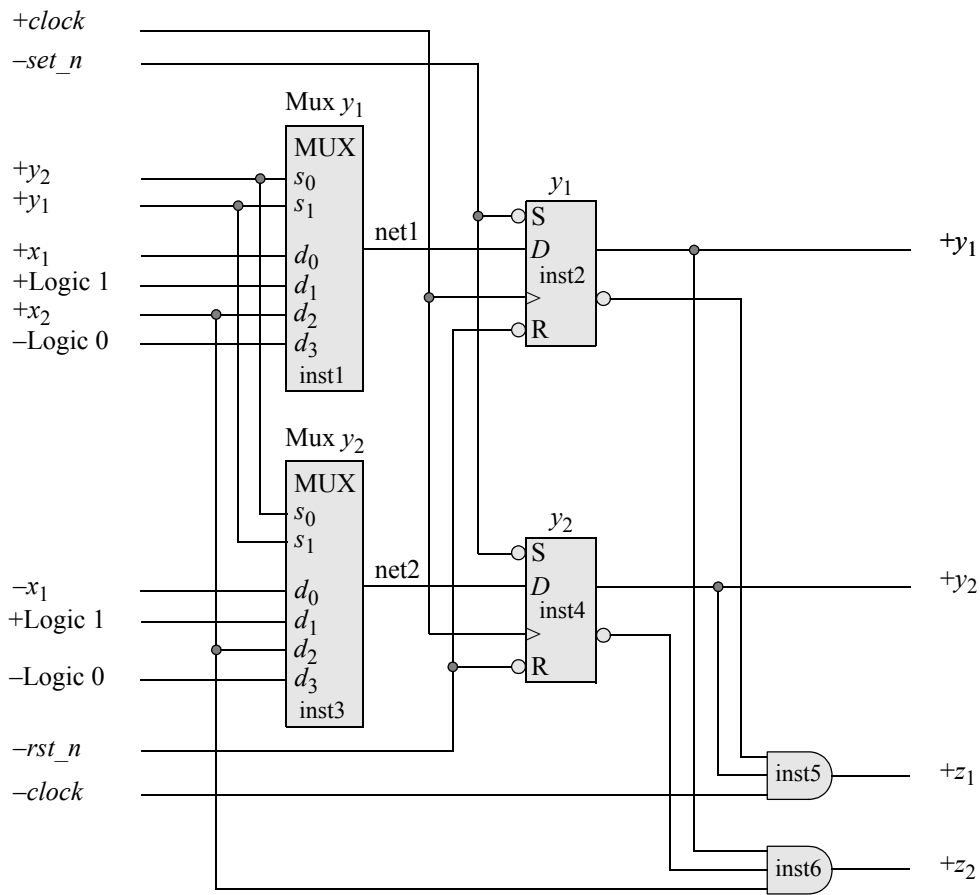 +clock
–set_n
Mux y1
MUX
+y2
s0
+y1
s1
+x1
d0
+Logic 1
d1
+x2
d2
–Logic 0
d3
inst1
net1
y1
S
D
inst2
>
R
+y1
Mux y2
MUX
s0
s1
–x1
d0
+Logic 1
d1
d2
–Logic 0
d3
inst3
net2
y2
S
D
inst4
>
R
+y2
–rst_n
–clock
inst5
+z1
inst6
+z2